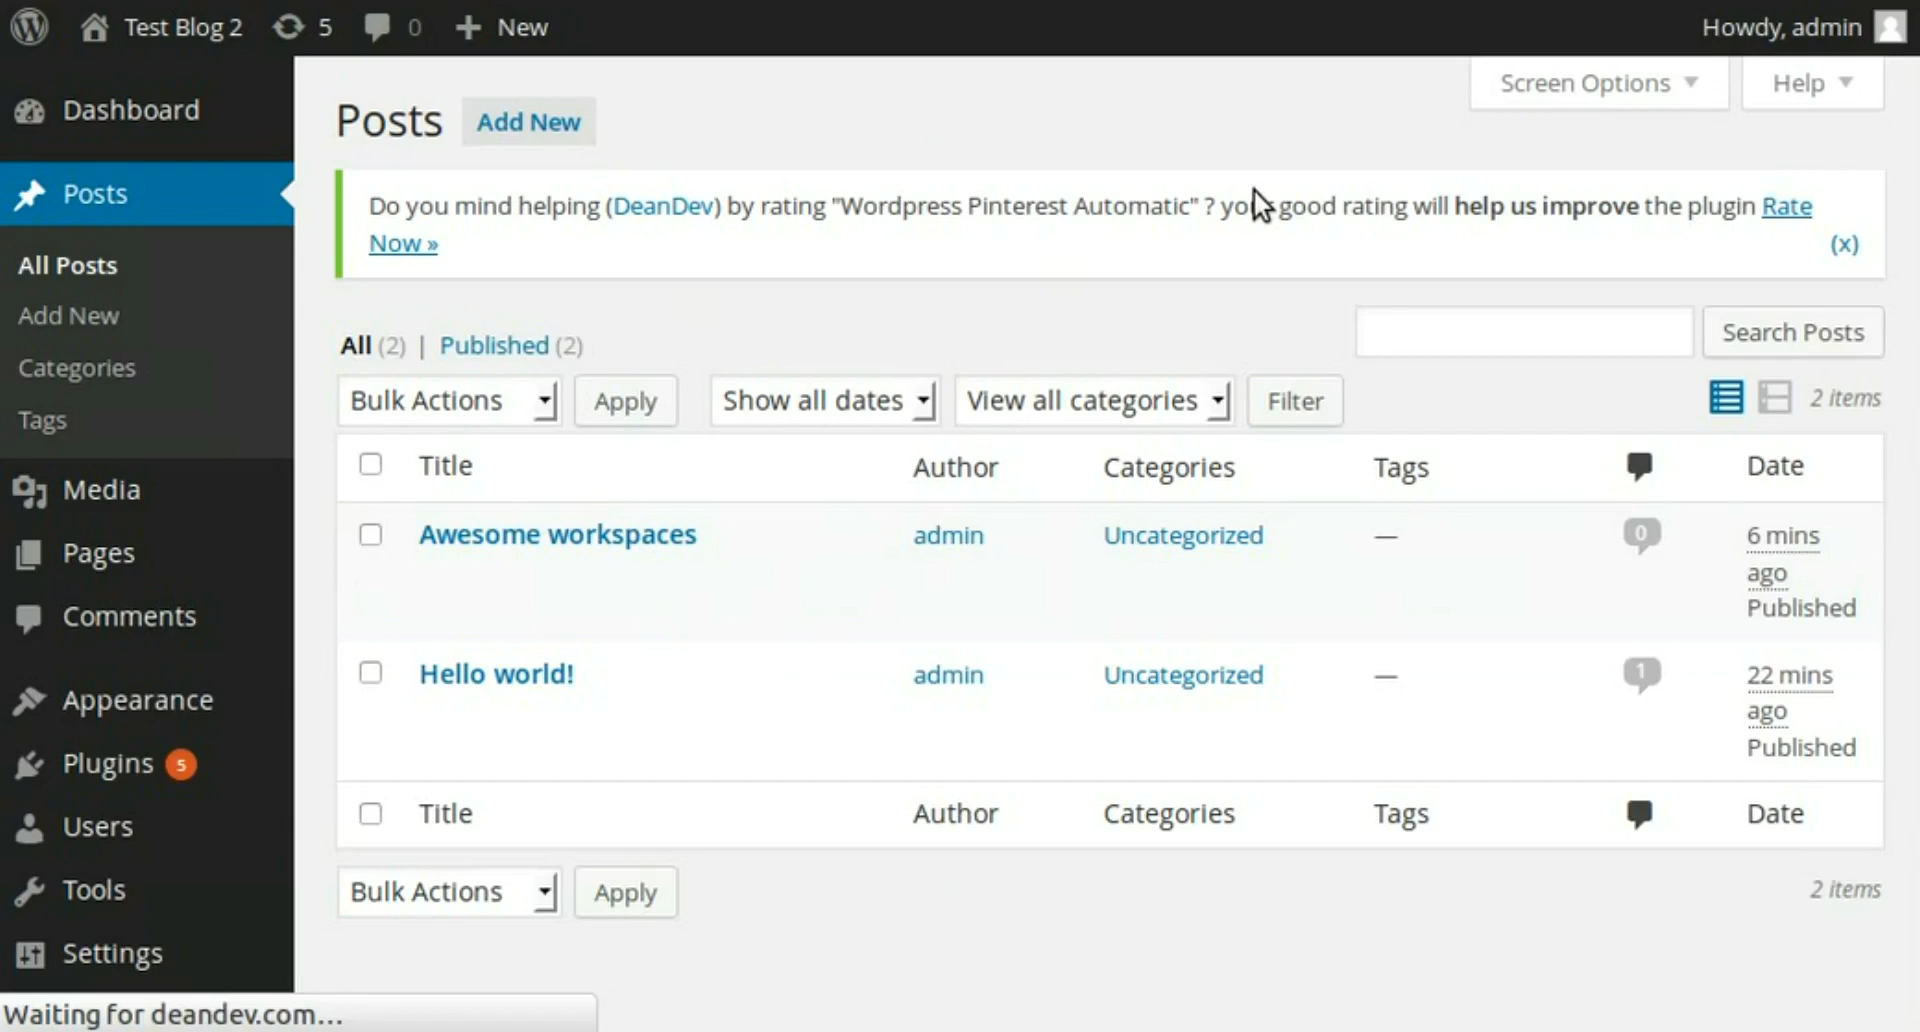 Test Blog 2 5 0 New Howdy, admin
Screen Options Help
Dashboard
Posts
All Posts
Add New
Categories
Tags
Media
Pages
Comments
Appearance
Plugins 5
Users
Tools
Settings
Posts Add New
Do you mind helping (DeanDev) by rating "Wordpress Pinterest Automatic" ? good rating will help us improve the plugin Rate
Now » (x)
All (2) | Published (2) Search Posts
Bulk Actions Apply Show all dates View all categories Filter 2 items
Title Author Categories Tags Date
Awesome workspaces admin Uncategorized — 0 6 mins
ago
Published
Hello world! admin Uncategorized — 1 22 mins
ago
Published
Title Author Categories Tags Date
Bulk Actions Apply 2 items
Waiting for deandev.com...